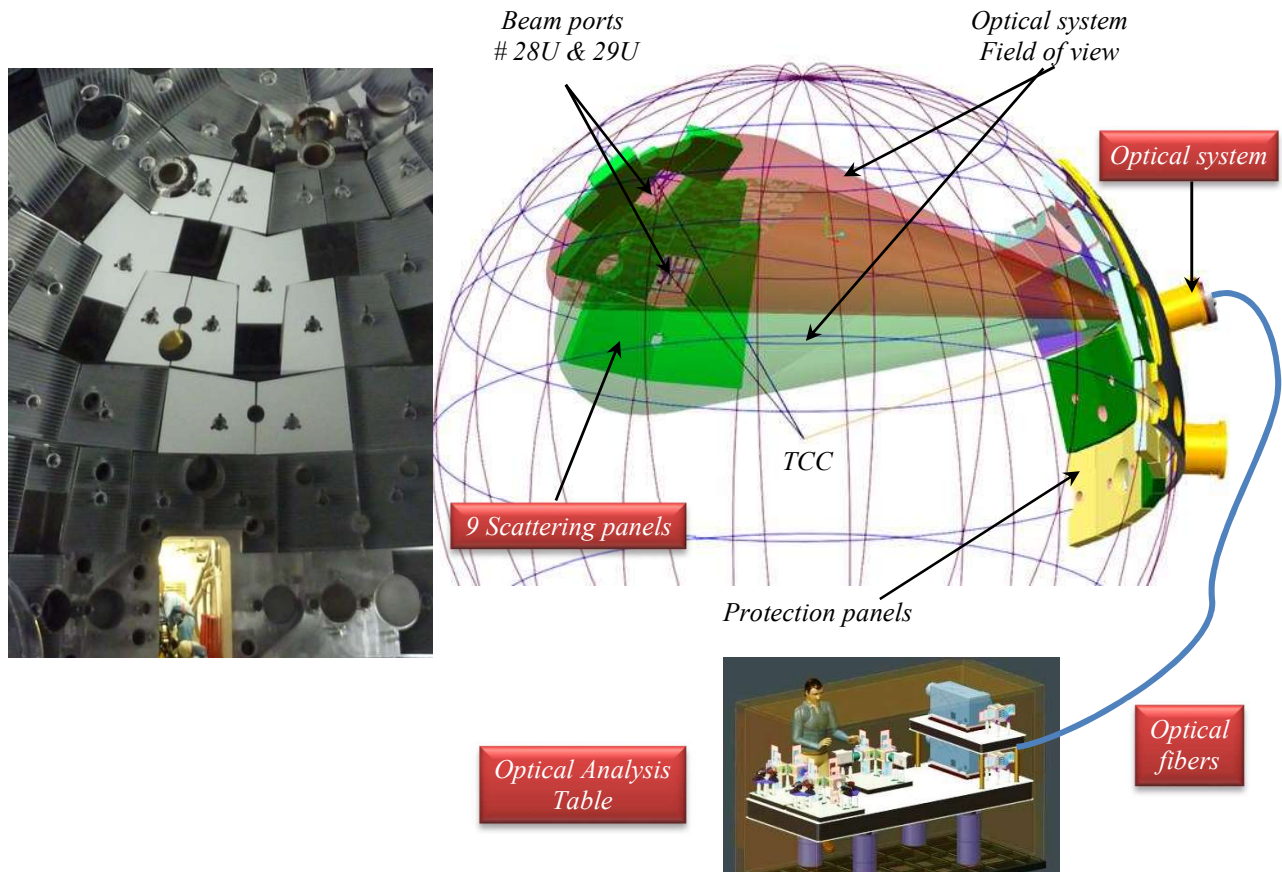 Beam ports
# 28U & 29U
Optical system
Field of view
Optical system
TCC
9 Scattering panels
Protection panels
Optical Analysis
Table
Optical
fibers